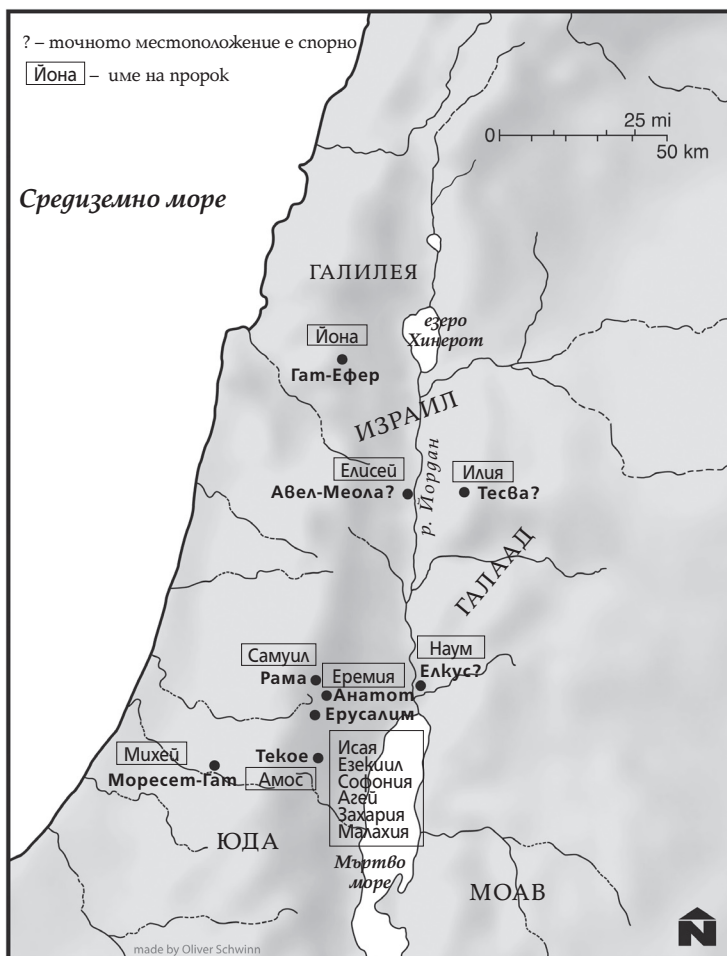 ? – точното местоположение е спорно
Йона – име на пророк
25 mi
0
50 km
Средиземно море
ГАЛИЛЕЯ
езеро
Хинерот
Йона
Гат-Ефер
ИЗРАИЛ
Елисей
Авел-Меола?
р. Йордан
Илия
Тесва?
ГАЛААД
Самуил
Рама
Еремия
Анатот
Наум
Елкус?
Ерусалим
Михей
Моресет-Гат
Текое
Амос
Исая
Езекиил
Софония
Агей
Захария
Малахия
ЮДА
Мъртво
море
МОАВ
N
made by Oliver Schwinn